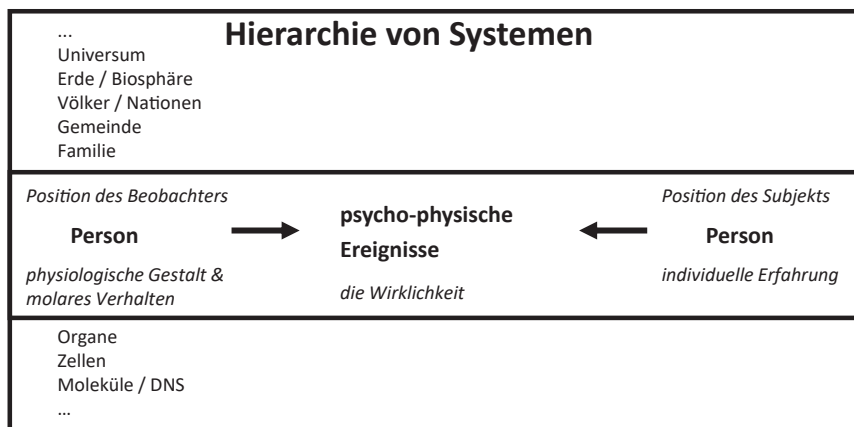 Hierarchie von Systemen
...
Universum
Erde / Biosphäre
Völker / Nationen
Gemeinde
Familie
Position des Beobachters
Person
physiologische Gestalt &
molares Verhalten
psycho-physische
Ereignisse
die Wirklichkeit
Position des Subjekts
Person
individuelle Erfahrung
Organe
Zellen
Moleküle / DNS
...